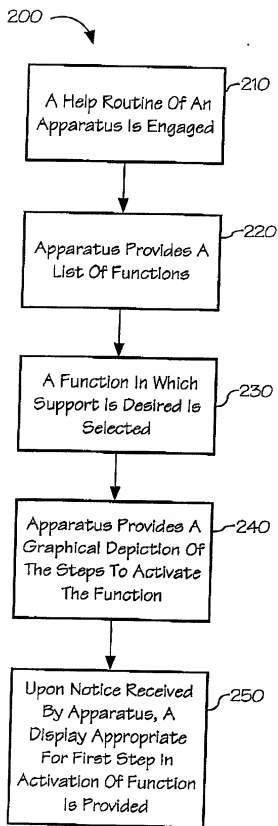 200
210
A Help Routine Of An
Apparatus Is Engaged
220
Apparatus Provides A
List Of Functions
230
A Function In Which
Support Is Desired Is
Selected
240
Apparatus Provides A
Graphical Depiction Of
The Steps To Activate
The Function
250
Upon Notice Received
By Apparatus, A
Display Appropriate
For First Step In
Activation Of Function
Is Provided